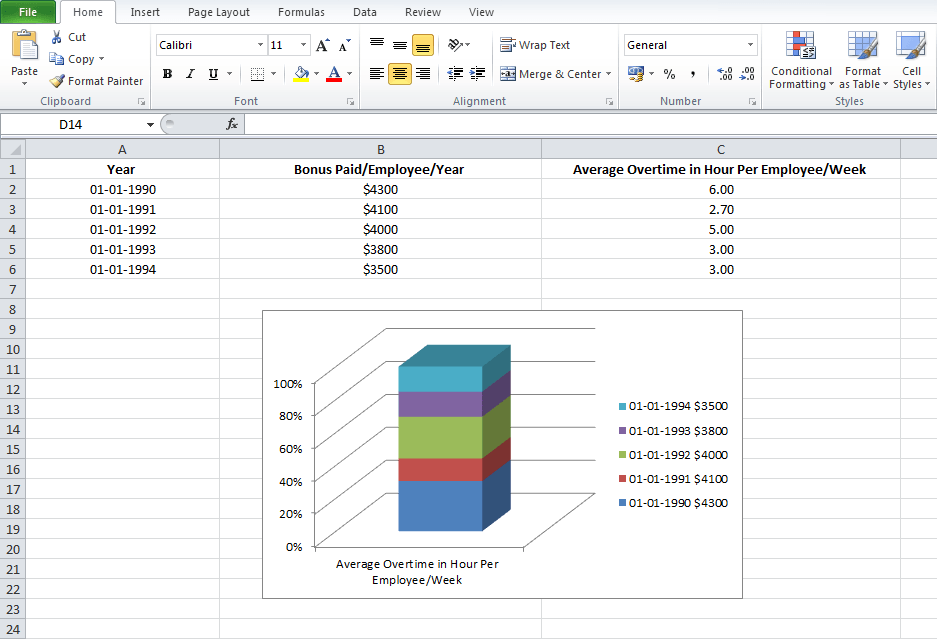 File Home Insert Page Layout Formulas Data Review View
Cut
Copy
Format Painter
Paste
Clipboard
Calibri 11 A A
B I U A
Font
Wrap Text
Merge & Center
Alignment
General
% , .0 .00 .00 .0
Number
Conditional Formatting
Format as Table
Cell Styles
Styles
D14 fx
A B C
1 Year Bonus Paid/Employee/Year Average Overtime in Hour Per Employee/Week
2 01-01-1990 $4300 6.00
3 01-01-1991 $4100 2.70
4 01-01-1992 $4000 5.00
5 01-01-1993 $3800 3.00
6 01-01-1994 $3500 3.00
7
8
9
10
11
12
13
14
15
16
17
18
19
20
21
22
23
24
100%
80%
60%
40%
20%
0%
Average Overtime in Hour Per
Employee/Week
01-01-1994 $3500
01-01-1993 $3800
01-01-1992 $4000
01-01-1991 $4100
01-01-1990 $4300